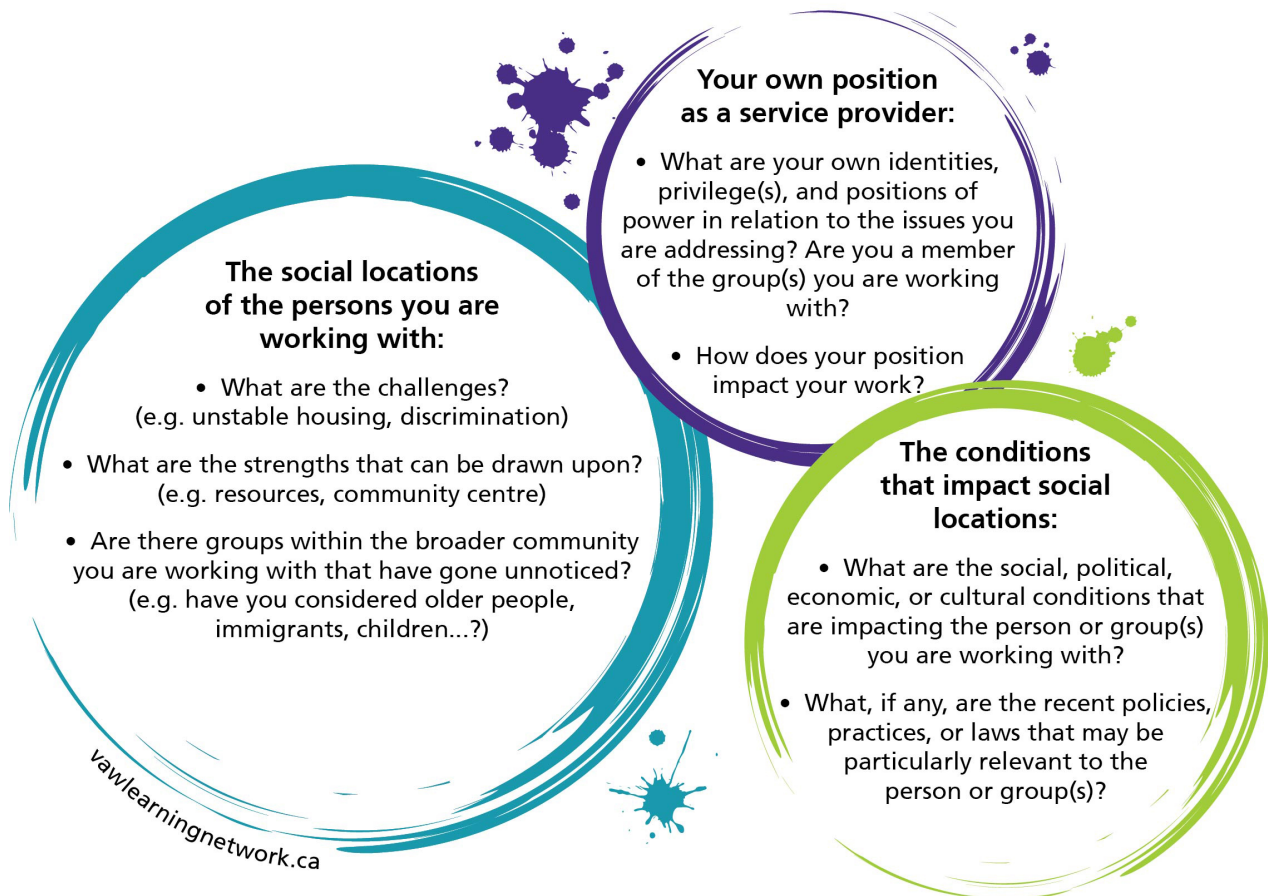 Your own position
as a service provider:
• What are your own identities,
privilege(s), and positions of
power in relation to the issues you
are addressing? Are you a member
of the group(s) you are working
with?
• How does your position
impact your work?
The social locations
of the persons you are
working with:
• What are the challenges?
(e.g. unstable housing, discrimination)
• What are the strengths that can be drawn upon?
(e.g. resources, community centre)
• Are there groups within the broader community
you are working with that have gone unnoticed?
(e.g. have you considered older people,
immigrants, children...?)
The conditions
that impact social
locations:
• What are the social, political,
economic, or cultural conditions that
are impacting the person or group(s)
you are working with?
• What, if any, are the recent policies,
practices, or laws that may be
particularly relevant to the
person or group(s)?
vawlearningnetwork.ca